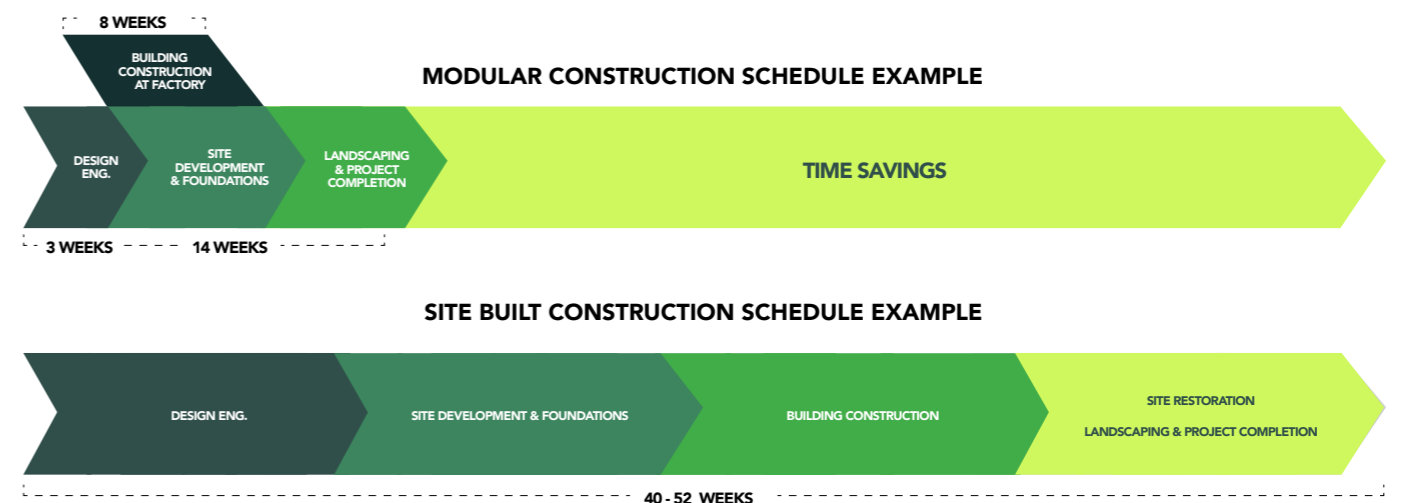 8 WEEKS
BUILDING
CONSTRUCTION
AT FACTORY
MODULAR CONSTRUCTION SCHEDULE EXAMPLE
DESIGN
ENG.
SITE
DEVELOPMENT
& FOUNDATIONS
LANDSCAPING
& PROJECT
COMPLETION
TIME SAVINGS
3 WEEKS
14 WEEKS
SITE BUILT CONSTRUCTION SCHEDULE EXAMPLE
DESIGN ENG.
SITE DEVELOPMENT & FOUNDATIONS
BUILDING CONSTRUCTION
SITE RESTORATION
LANDSCAPING & PROJECT COMPLETION
40 - 52 WEEKS